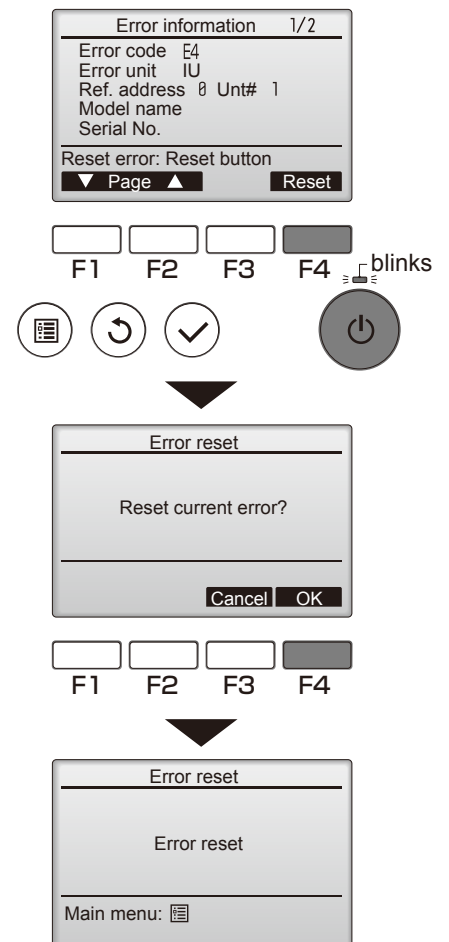 Error information 1/2
Error code E4
Error unit IU
Ref. address 0 Unt# 1
Model name
Serial No.
Reset error: Reset button
▼ Page ▲ Reset
F1 F2 F3 F4
blinks
Error reset
Reset current error?
Cancel OK
F1 F2 F3 F4
Error reset
Error reset
Main menu: